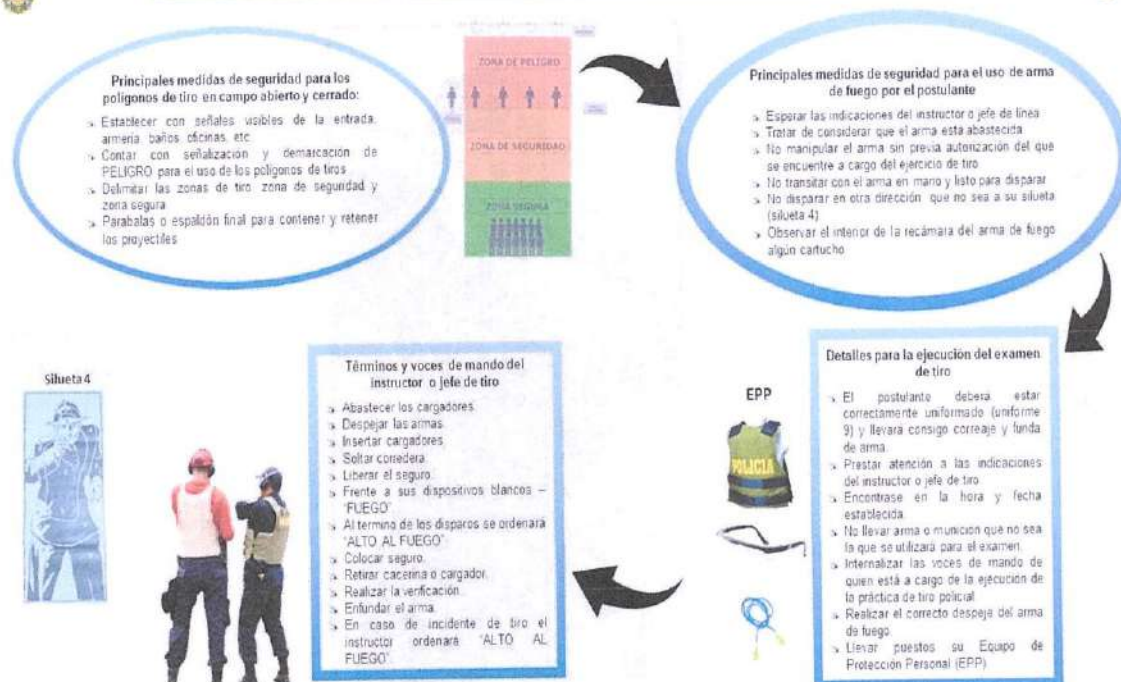 Principales medidas de seguridad para los
polígonos de tiro en campo abierto y cerrado:
Establecer con señales visibles de la entrada,
armería, baños, oficinas, etc
Contar con señalización y demarcación de
PELIGRO para el uso de los polígonos de tiros
Delimitar las zonas de tiro, zona de seguridad y
zona segura
Parabalas o espaldón final para contener y retener
los proyectiles
ZONA DE PELIGRO
ZONA DE SEGURIDAD
ZONA SEGURA
Principales medidas de seguridad para el uso de arma
de fuego por el postulante
Esperar las indicaciones del instructor o jefe de línea
Tratar de considerar que el arma esta abastecida
No manipular el arma sin previa autorización del que
se encuentre a cargo del ejercicio de tiro
No transitar con el arma en mano y listo para disparar
No disparar en otra dirección que no sea a su silueta
(silueta 4)
Observar el interior de la recámara del arma de fuego
algún cartucho
Silueta 4
Términos y voces de mando del
instructor o jefe de tiro
Abastecer los cargadores.
Despejar las armas.
Insertar cargadores
Soltar corredera.
Liberar el seguro.
Frente a sus dispositivos blancos –
"FUEGO"
Al termino de los disparos se ordenará
"ALTO AL FUEGO"
Colocar seguro.
Retirar cacerina o cargador.
Realizar la verificación.
Enfundar el arma.
En caso de incidente de tiro el
instructor ordenará "ALTO AL
FUEGO".
EPP
POLICIA
Detalles para la ejecución del examen
de tiro
El postulante deberá estar
correctamente uniformado (uniforme
9) y llevará consigo correaje y funda
de arma.
Prestar atención a las indicaciones
del instructor o jefe de tiro
Encontrase en la hora y fecha
establecida.
No llevar arma o munición que no sea
la que se utilizará para el examen.
Internalizar las voces de mando de
quien está a cargo de la ejecución de
la práctica de tiro policial
Realizar el correcto despeje del arma
de fuego.
Llevar puestos su Equipo de
Protección Personal (EPP)